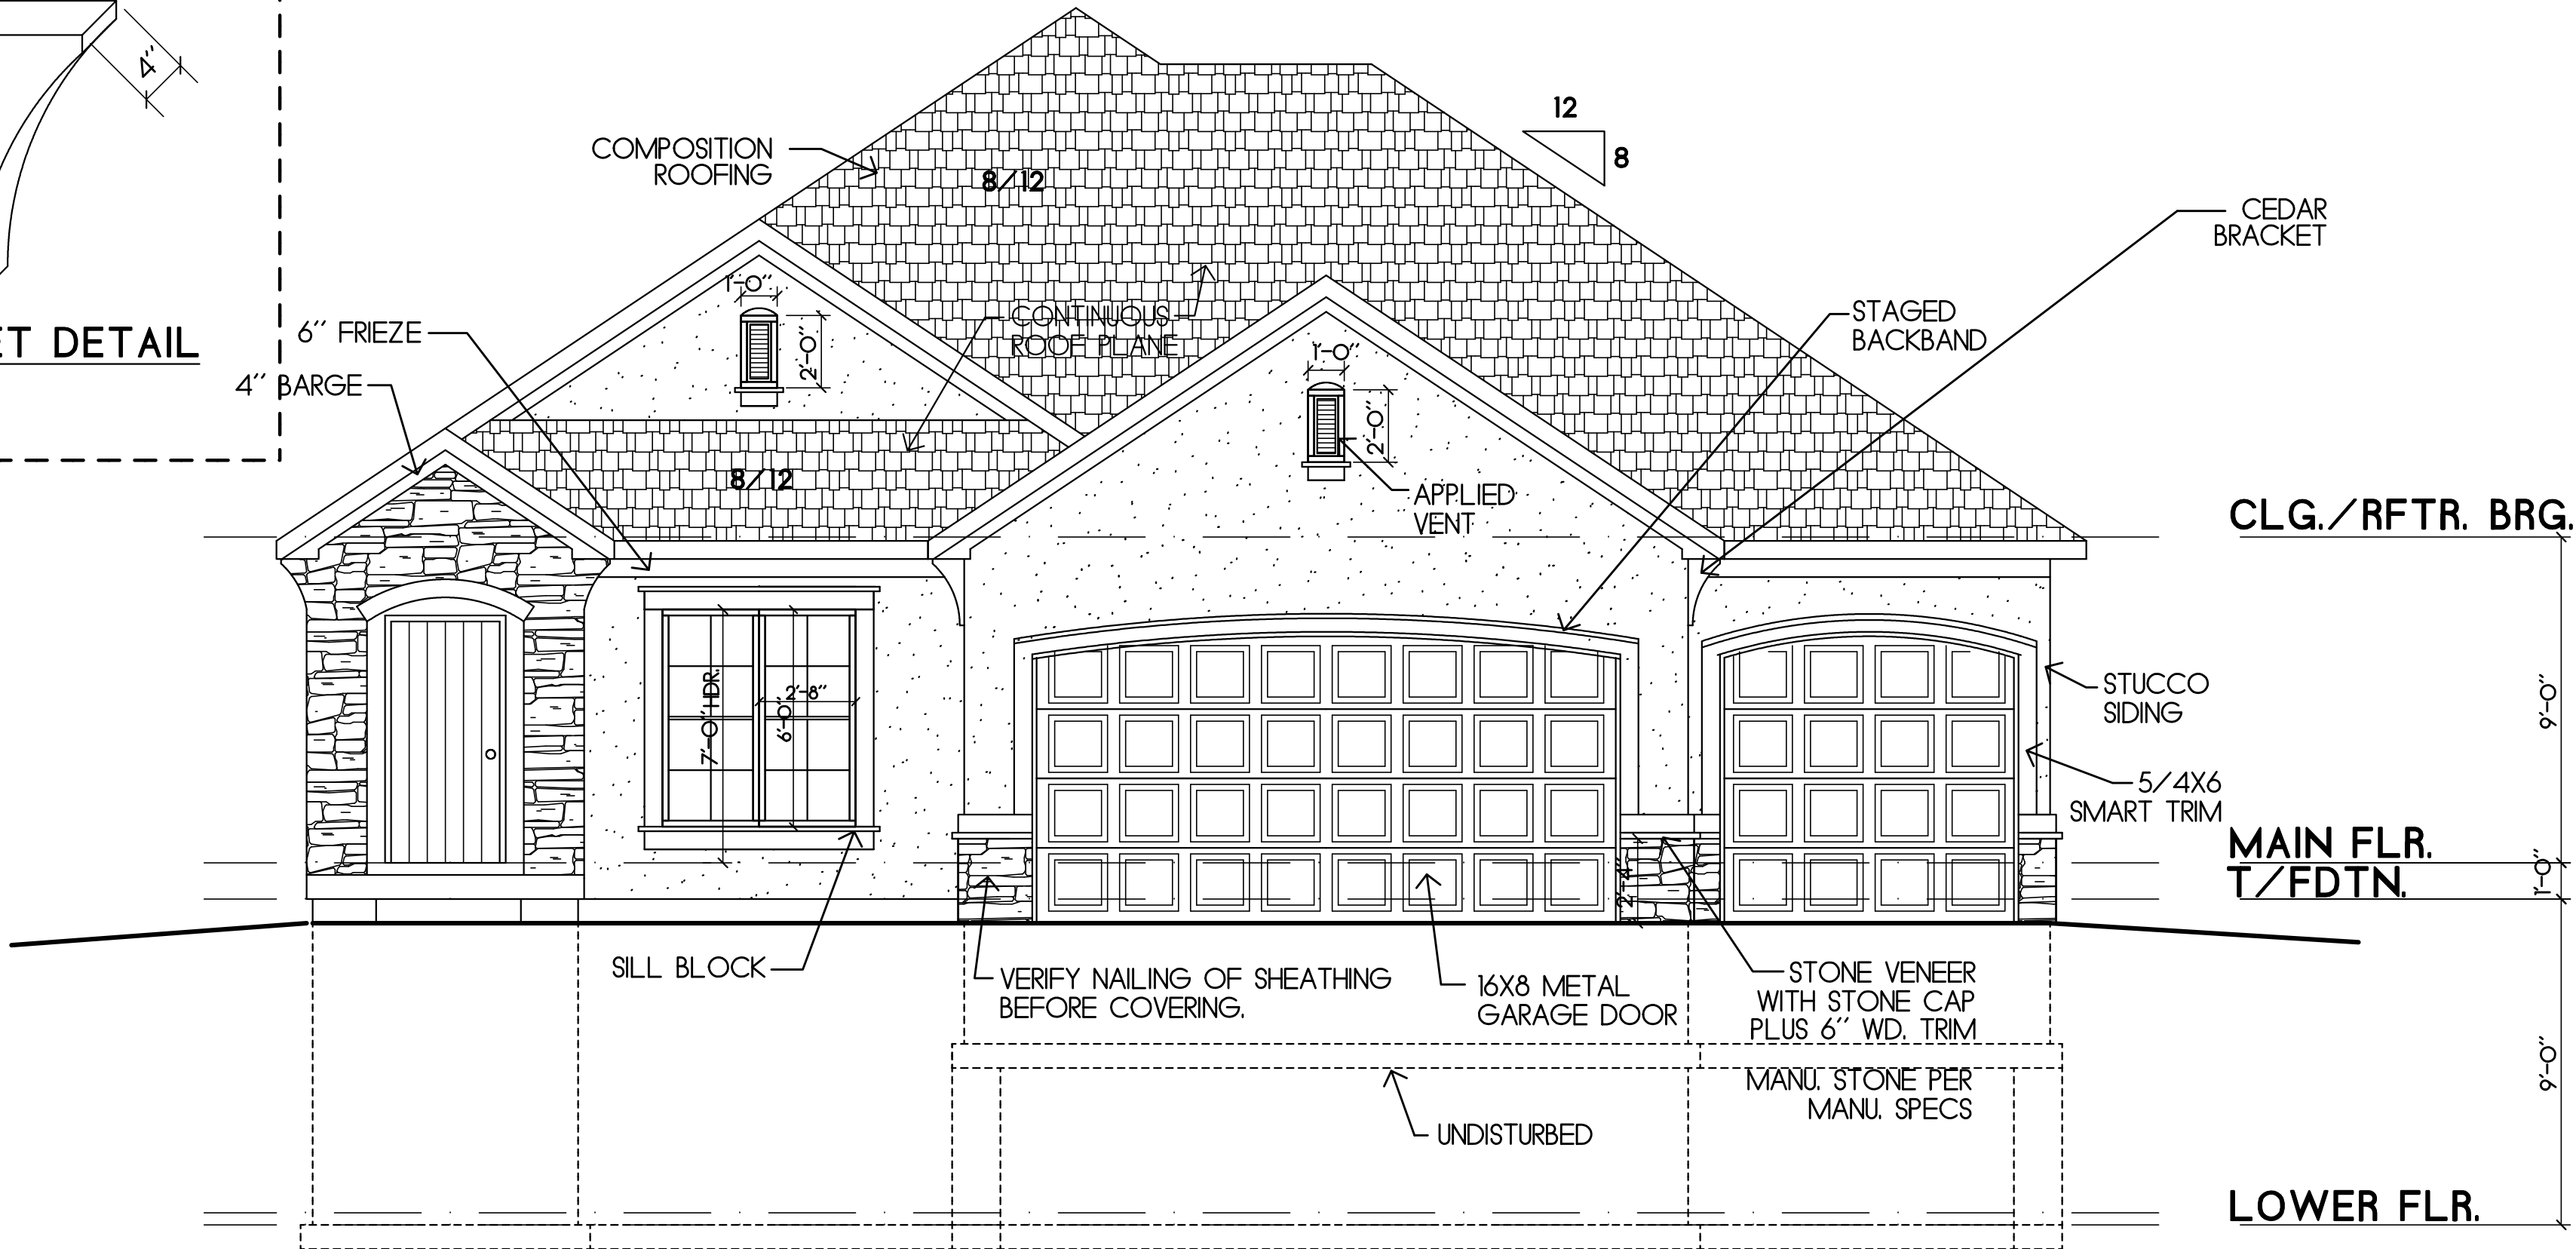 4"
ET DETAIL
12
8
COMPOSITION
ROOFING
8/12
CEDAR
BRACKET
1'-0"
2'-0"
CONTINUOUS
ROOF PLANE
STAGED
BACKBAND
6" FRIEZE
4" BARGE
1'-0"
2'-0"
8/12
APPLIED
VENT
CLG./RFTR. BRG.
7'-0" HDR.
6'-0"
2'-8"
STUCCO
SIDING
9'-0"
5/4X6
SMART TRIM
MAIN FLR.
T/FDTN.
1'-0"
2'-4"
SILL BLOCK
VERIFY NAILING OF SHEATHING
BEFORE COVERING.
16X8 METAL
GARAGE DOOR
STONE VENEER
WITH STONE CAP
PLUS 6" WD. TRIM
MANU. STONE PER
MANU. SPECS
9'-0"
UNDISTURBED
LOWER FLR.